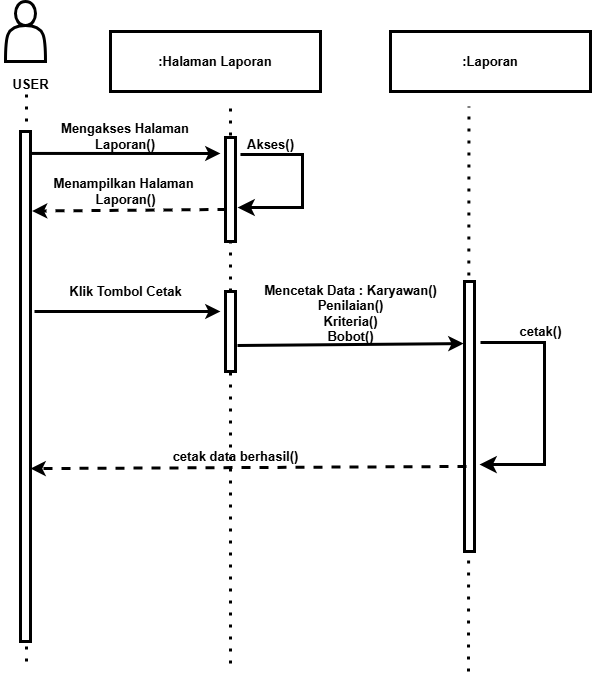 USER
:Halaman Laporan
:Laporan
Mengakses Halaman
Laporan()
Akses()
Menampilkan Halaman
Laporan()
Klik Tombol Cetak
Mencetak Data : Karyawan()
Penilaian()
Kriteria()
Bobot()
cetak()
cetak data berhasil()